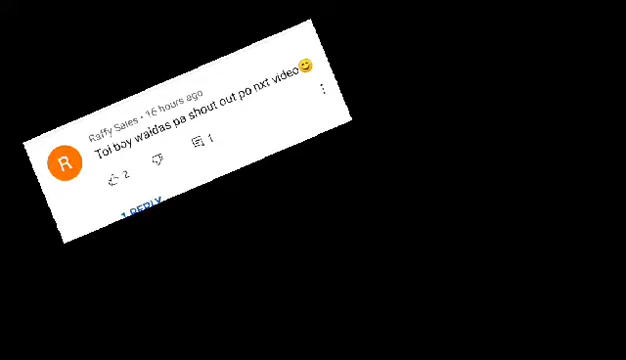 Raffy Sales • 16 hours ago
Toi boy waidas pa shout out po nxt video😄
R
2
1
1 REPLY